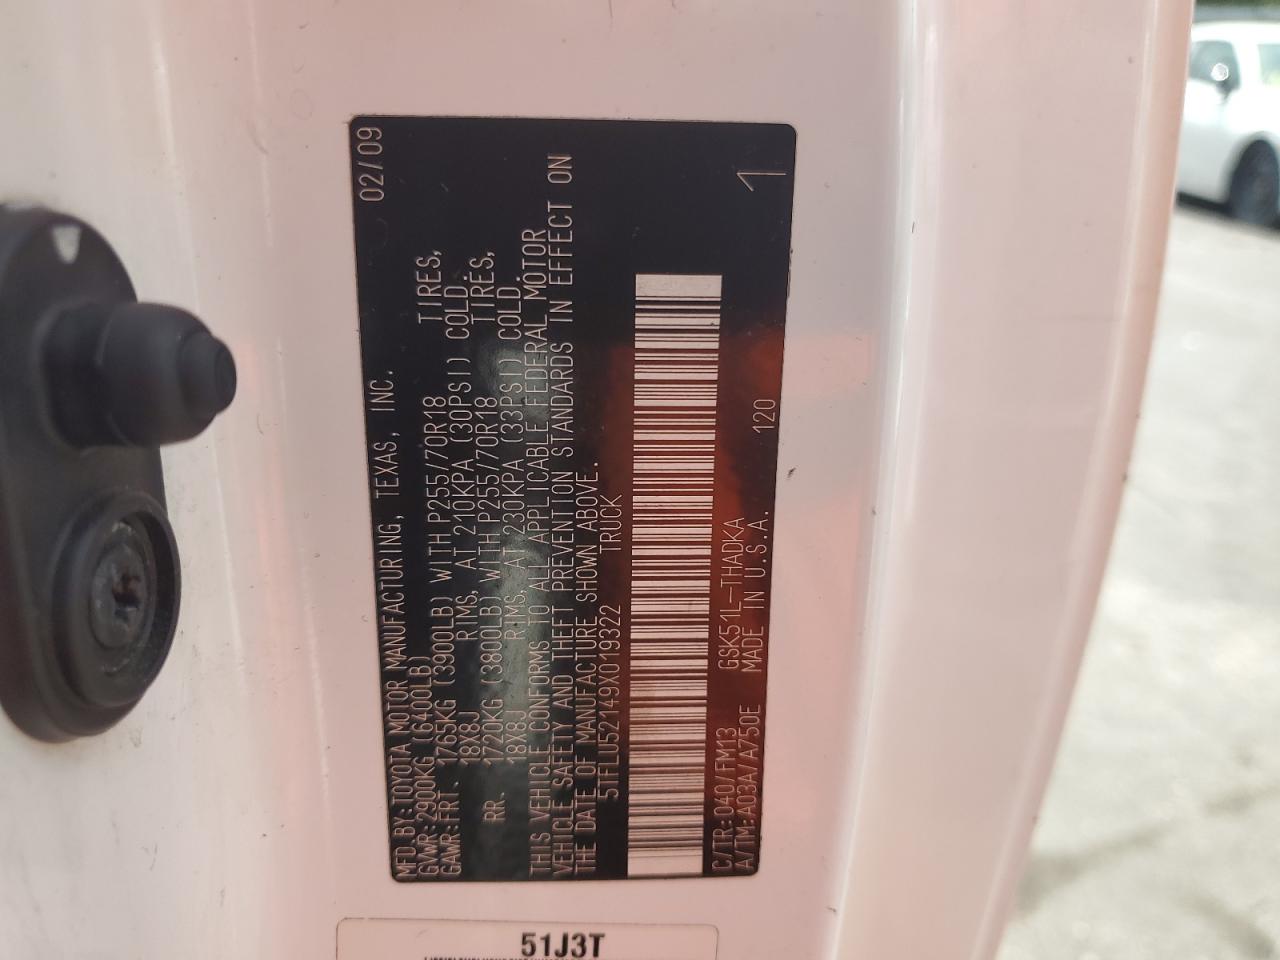 MFD.BY:TOYOTA MOTOR MANUFACTURING, TEXAS, INC. 02/09
GVWR:2900KG (6400LB)
GAWR:FRT. 1765KG (3900LB) WITH P255/70R18 TIRES,
18X8J RIMS, AT 210KPA (30PSI) COLD.
RR. 1720KG (3800LB) WITH P255/70R18 TIRES,
18X8J RIMS, AT 230KPA (33PSI) COLD.
THIS VEHICLE CONFORMS TO ALL APPLICABLE FEDERAL MOTOR
VEHICLE SAFETY AND THEFT PREVENTION STANDARDS IN EFFECT ON
THE DATE OF MANUFACTURE SHOWN ABOVE.
5TFLU52149X019322 TRUCK
C/TR:040/FM13 GSK51L-THADKA
A/TM:A03A/A750E MADE IN U.S.A. 120
1
51J3T